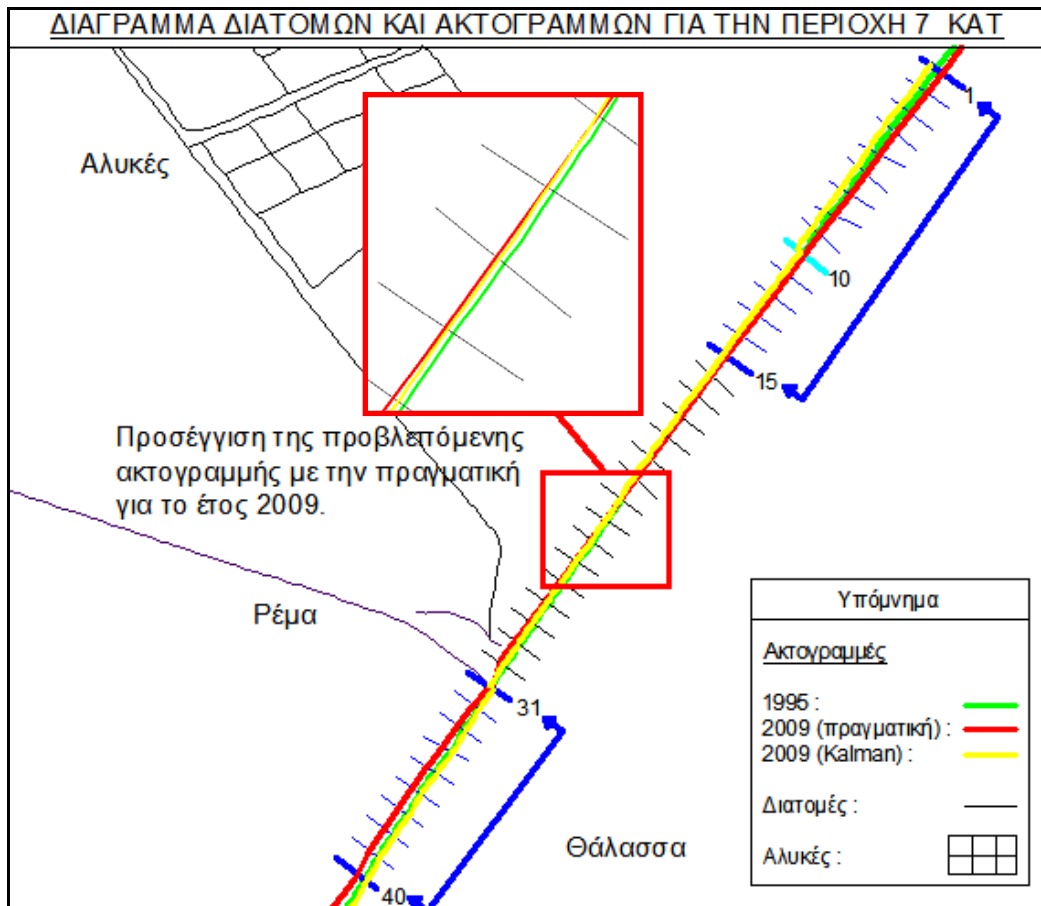 ΔΙΑΓΡΑΜΜΑ ΔΙΑΤΟΜΩΝ ΚΑΙ ΑΚΤΟΓΡΑΜΜΩΝ ΓΙΑ ΤΗΝ ΠΕΡΙΟΧΗ 7 ΚΑΤ
1
Αλυκές
10
15
Προσέγγιση της προβλεπόμενης
ακτογραμμής με την πραγματική
για το έτος 2009.
Ρέμα
31
Θάλασσα
40
Υπόμνημα
Ακτογραμμές
1995 :
2009 (πραγματική) :
2009 (Kalman) :
Διατομές :
Αλυκές :